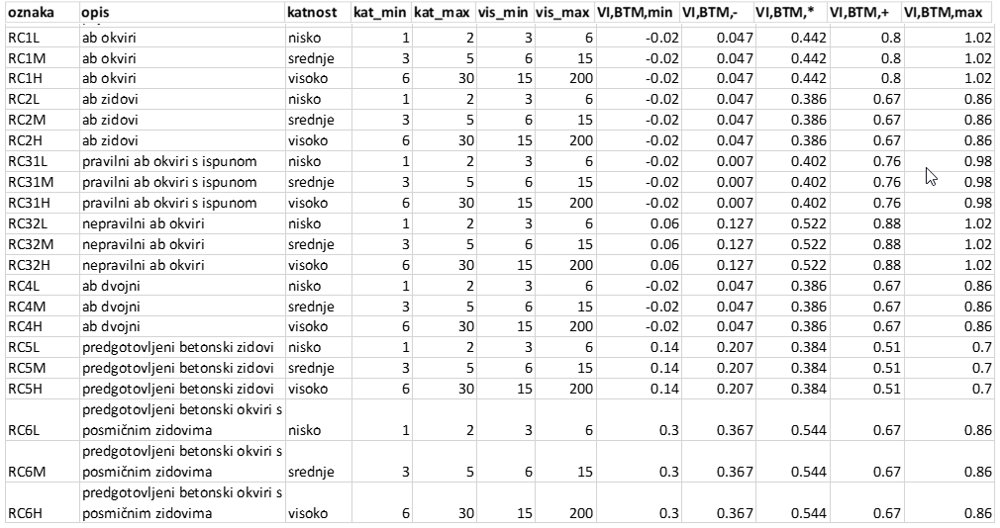 oznaka opis katnost kat_min kat_max vis_min vis_max VI,BTM,min VI,BTM,- VI,BTM,* VI,BTM,+ VI,BTM,max
RC1L ab okviri nisko 1 2 3 6 -0.02 0.047 0.442 0.8 1.02
RC1M ab okviri srednje 3 5 6 15 -0.02 0.047 0.442 0.8 1.02
RC1H ab okviri visoko 6 30 15 200 -0.02 0.047 0.442 0.8 1.02
RC2L ab zidovi nisko 1 2 3 6 -0.02 0.047 0.386 0.67 0.86
RC2M ab zidovi srednje 3 5 6 15 -0.02 0.047 0.386 0.67 0.86
RC2H ab zidovi visoko 6 30 15 200 -0.02 0.047 0.386 0.67 0.86
RC31L pravilni ab okviri s ispunom nisko 1 2 3 6 -0.02 0.007 0.402 0.76 0.98
RC31M pravilni ab okviri s ispunom srednje 3 5 6 15 -0.02 0.007 0.402 0.76 0.98
RC31H pravilni ab okviri s ispunom visoko 6 30 15 200 -0.02 0.007 0.402 0.76 0.98
RC32L nepravilni ab okviri nisko 1 2 3 6 0.06 0.127 0.522 0.88 1.02
RC32M nepravilni ab okviri srednje 3 5 6 15 0.06 0.127 0.522 0.88 1.02
RC32H nepravilni ab okviri visoko 6 30 15 200 0.06 0.127 0.522 0.88 1.02
RC4L ab dvojni nisko 1 2 3 6 -0.02 0.047 0.386 0.67 0.86
RC4M ab dvojni srednje 3 5 6 15 -0.02 0.047 0.386 0.67 0.86
RC4H ab dvojni visoko 6 30 15 200 -0.02 0.047 0.386 0.67 0.86
RC5L predgotovljeni betonski zidovi nisko 1 2 3 6 0.14 0.207 0.384 0.51 0.7
RC5M predgotovljeni betonski zidovi srednje 3 5 6 15 0.14 0.207 0.384 0.51 0.7
RC5H predgotovljeni betonski zidovi visoko 6 30 15 200 0.14 0.207 0.384 0.51 0.7
predgotovljeni betonski okviri s
RC6L posmičnim zidovima nisko 1 2 3 6 0.3 0.367 0.544 0.67 0.86
predgotovljeni betonski okviri s
RC6M posmičnim zidovima srednje 3 5 6 15 0.3 0.367 0.544 0.67 0.86
predgotovljeni betonski okviri s
RC6H posmičnim zidovima visoko 6 30 15 200 0.3 0.367 0.544 0.67 0.86